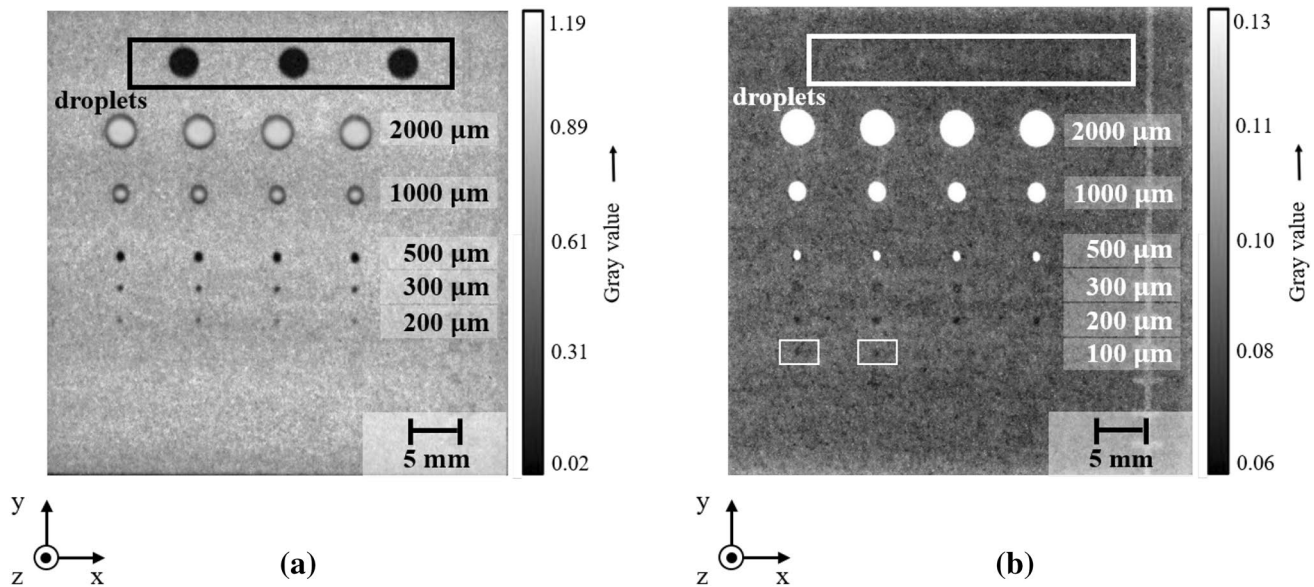 droplets
2000 µm
1000 µm
500 µm
300 µm
200 µm
5 mm
1.19
0.89
0.61
0.31
0.02
Gray value
y
z
x
(a)
droplets
2000 µm
1000 µm
500 µm
300 µm
200 µm
100 µm
5 mm
0.13
0.11
0.10
0.08
0.06
Gray value
y
z
x
(b)